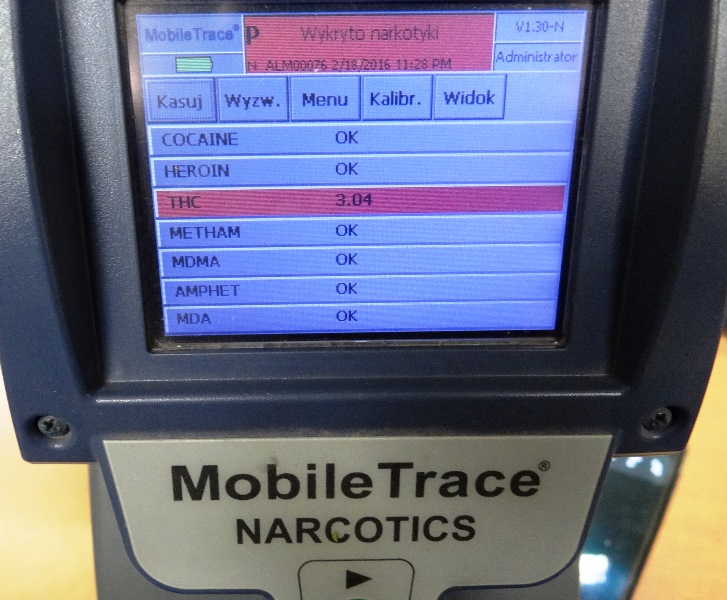 MobileTrace® P Wykryto narkotyki V1.30-N
N ALM00076 2/18/2016 11:28 PM Administrator
Kasuj Wyzw. Menu Kalibr. Widok
COCAINE OK
HEROIN OK
THC 3.04
METHAM OK
MDMA OK
AMPHET OK
MDA OK
MobileTrace®
NARCOTICS